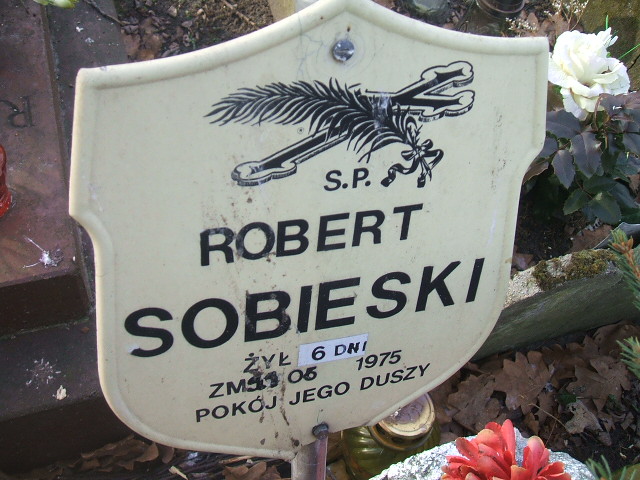 S.P.
ROBERT
SOBIESKI
ŻYŁ 6 DNI
ZM 05 1975
POKÓJ JEGO DUSZY
R